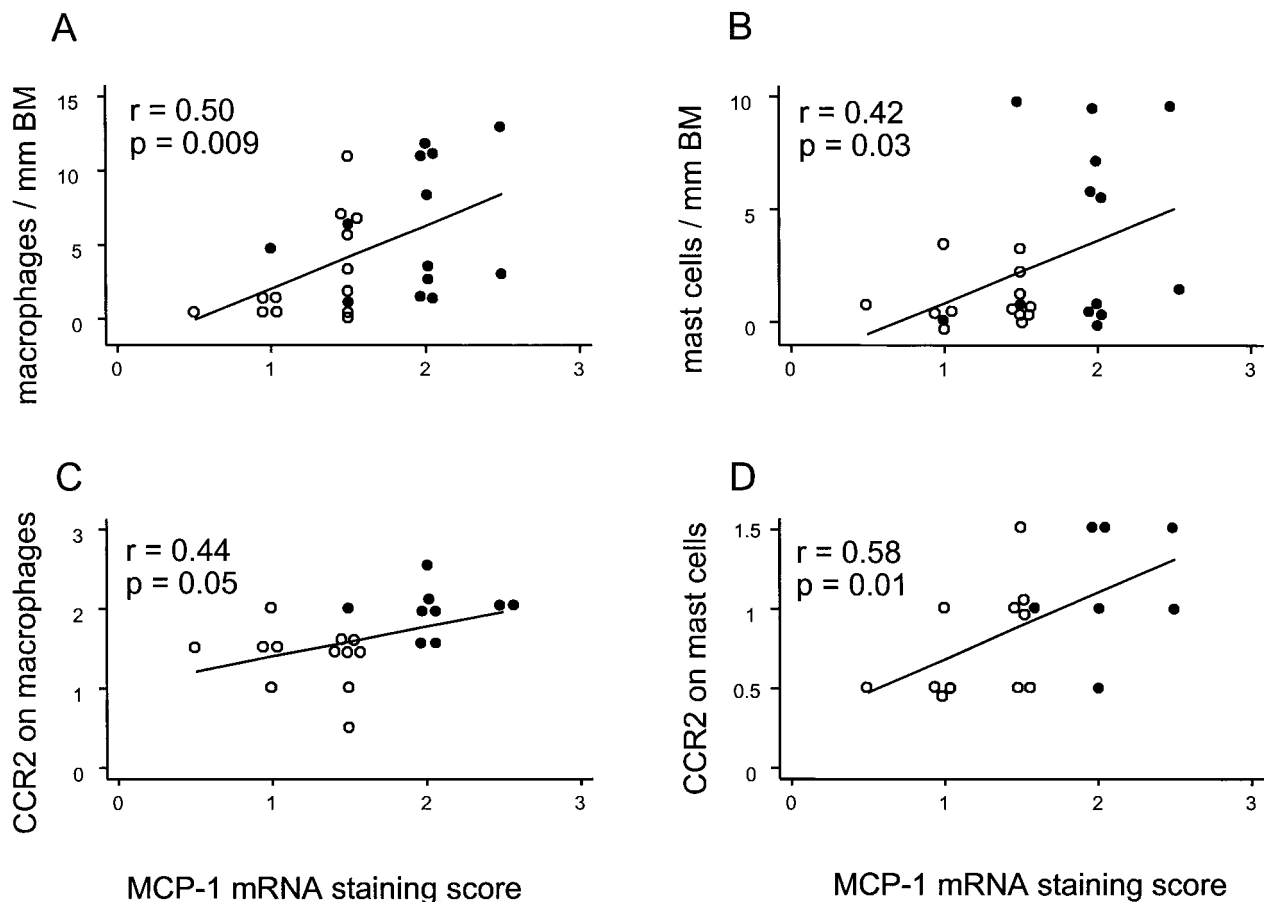 A
macrophages / mm BM
r = 0.50
p = 0.009
15
10
5
0
0 1 2 3
B
mast cells / mm BM
r = 0.42
p = 0.03
10
5
0
0 1 2 3
C
CCR2 on macrophages
r = 0.44
p = 0.05
3
2
1
0
0 1 2 3
MCP-1 mRNA staining score
D
CCR2 on mast cells
r = 0.58
p = 0.01
1.5
1
0.5
0
0 1 2 3
MCP-1 mRNA staining score